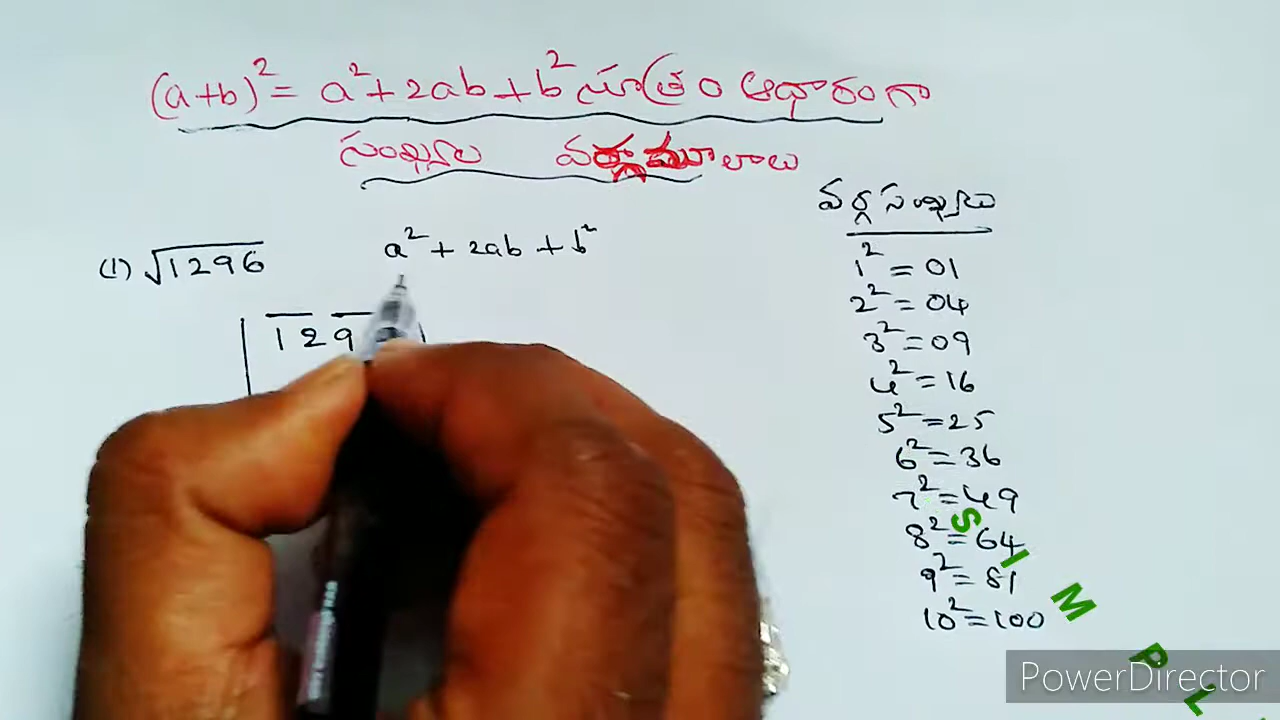 (a+b)² = a²+2ab+b² సూత్రం ఆధారంగా
సంఖ్యల వర్గమూలాలు
(1) √1296
a² + 2ab + b²
129
వర్గ సంఖ్యలు
1² = 01
2² = 04
3² = 09
4² = 16
5² = 25
6² = 36
7² = 49
8² = 64
9² = 81
10² = 100
S I M P L
PowerDirector